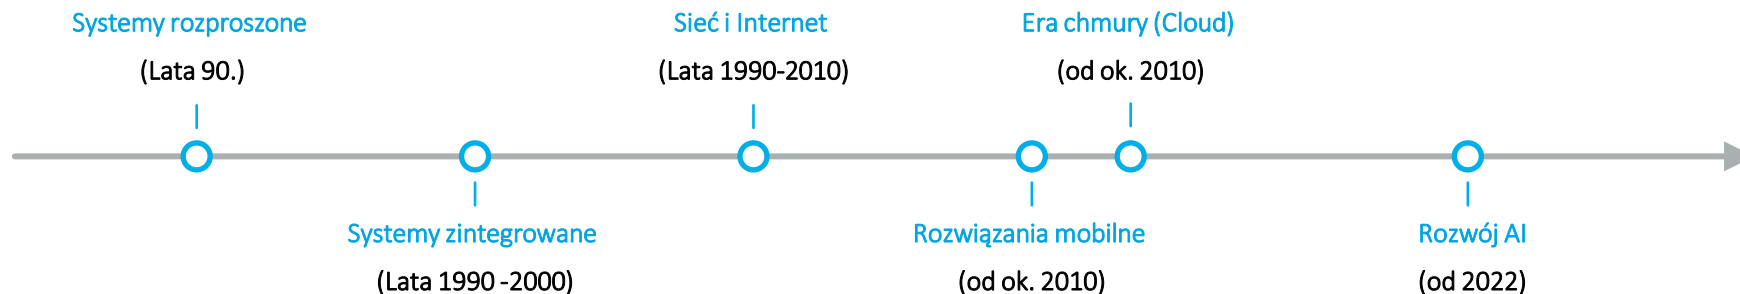 Systemy rozproszone
(Lata 90.)
Systemy zintegrowane
(Lata 1990 -2000)
Sieć i Internet
(Lata 1990-2010)
Rozwiązania mobilne
(od ok. 2010)
Era chmury (Cloud)
(od ok. 2010)
Rozwój AI
(od 2022)